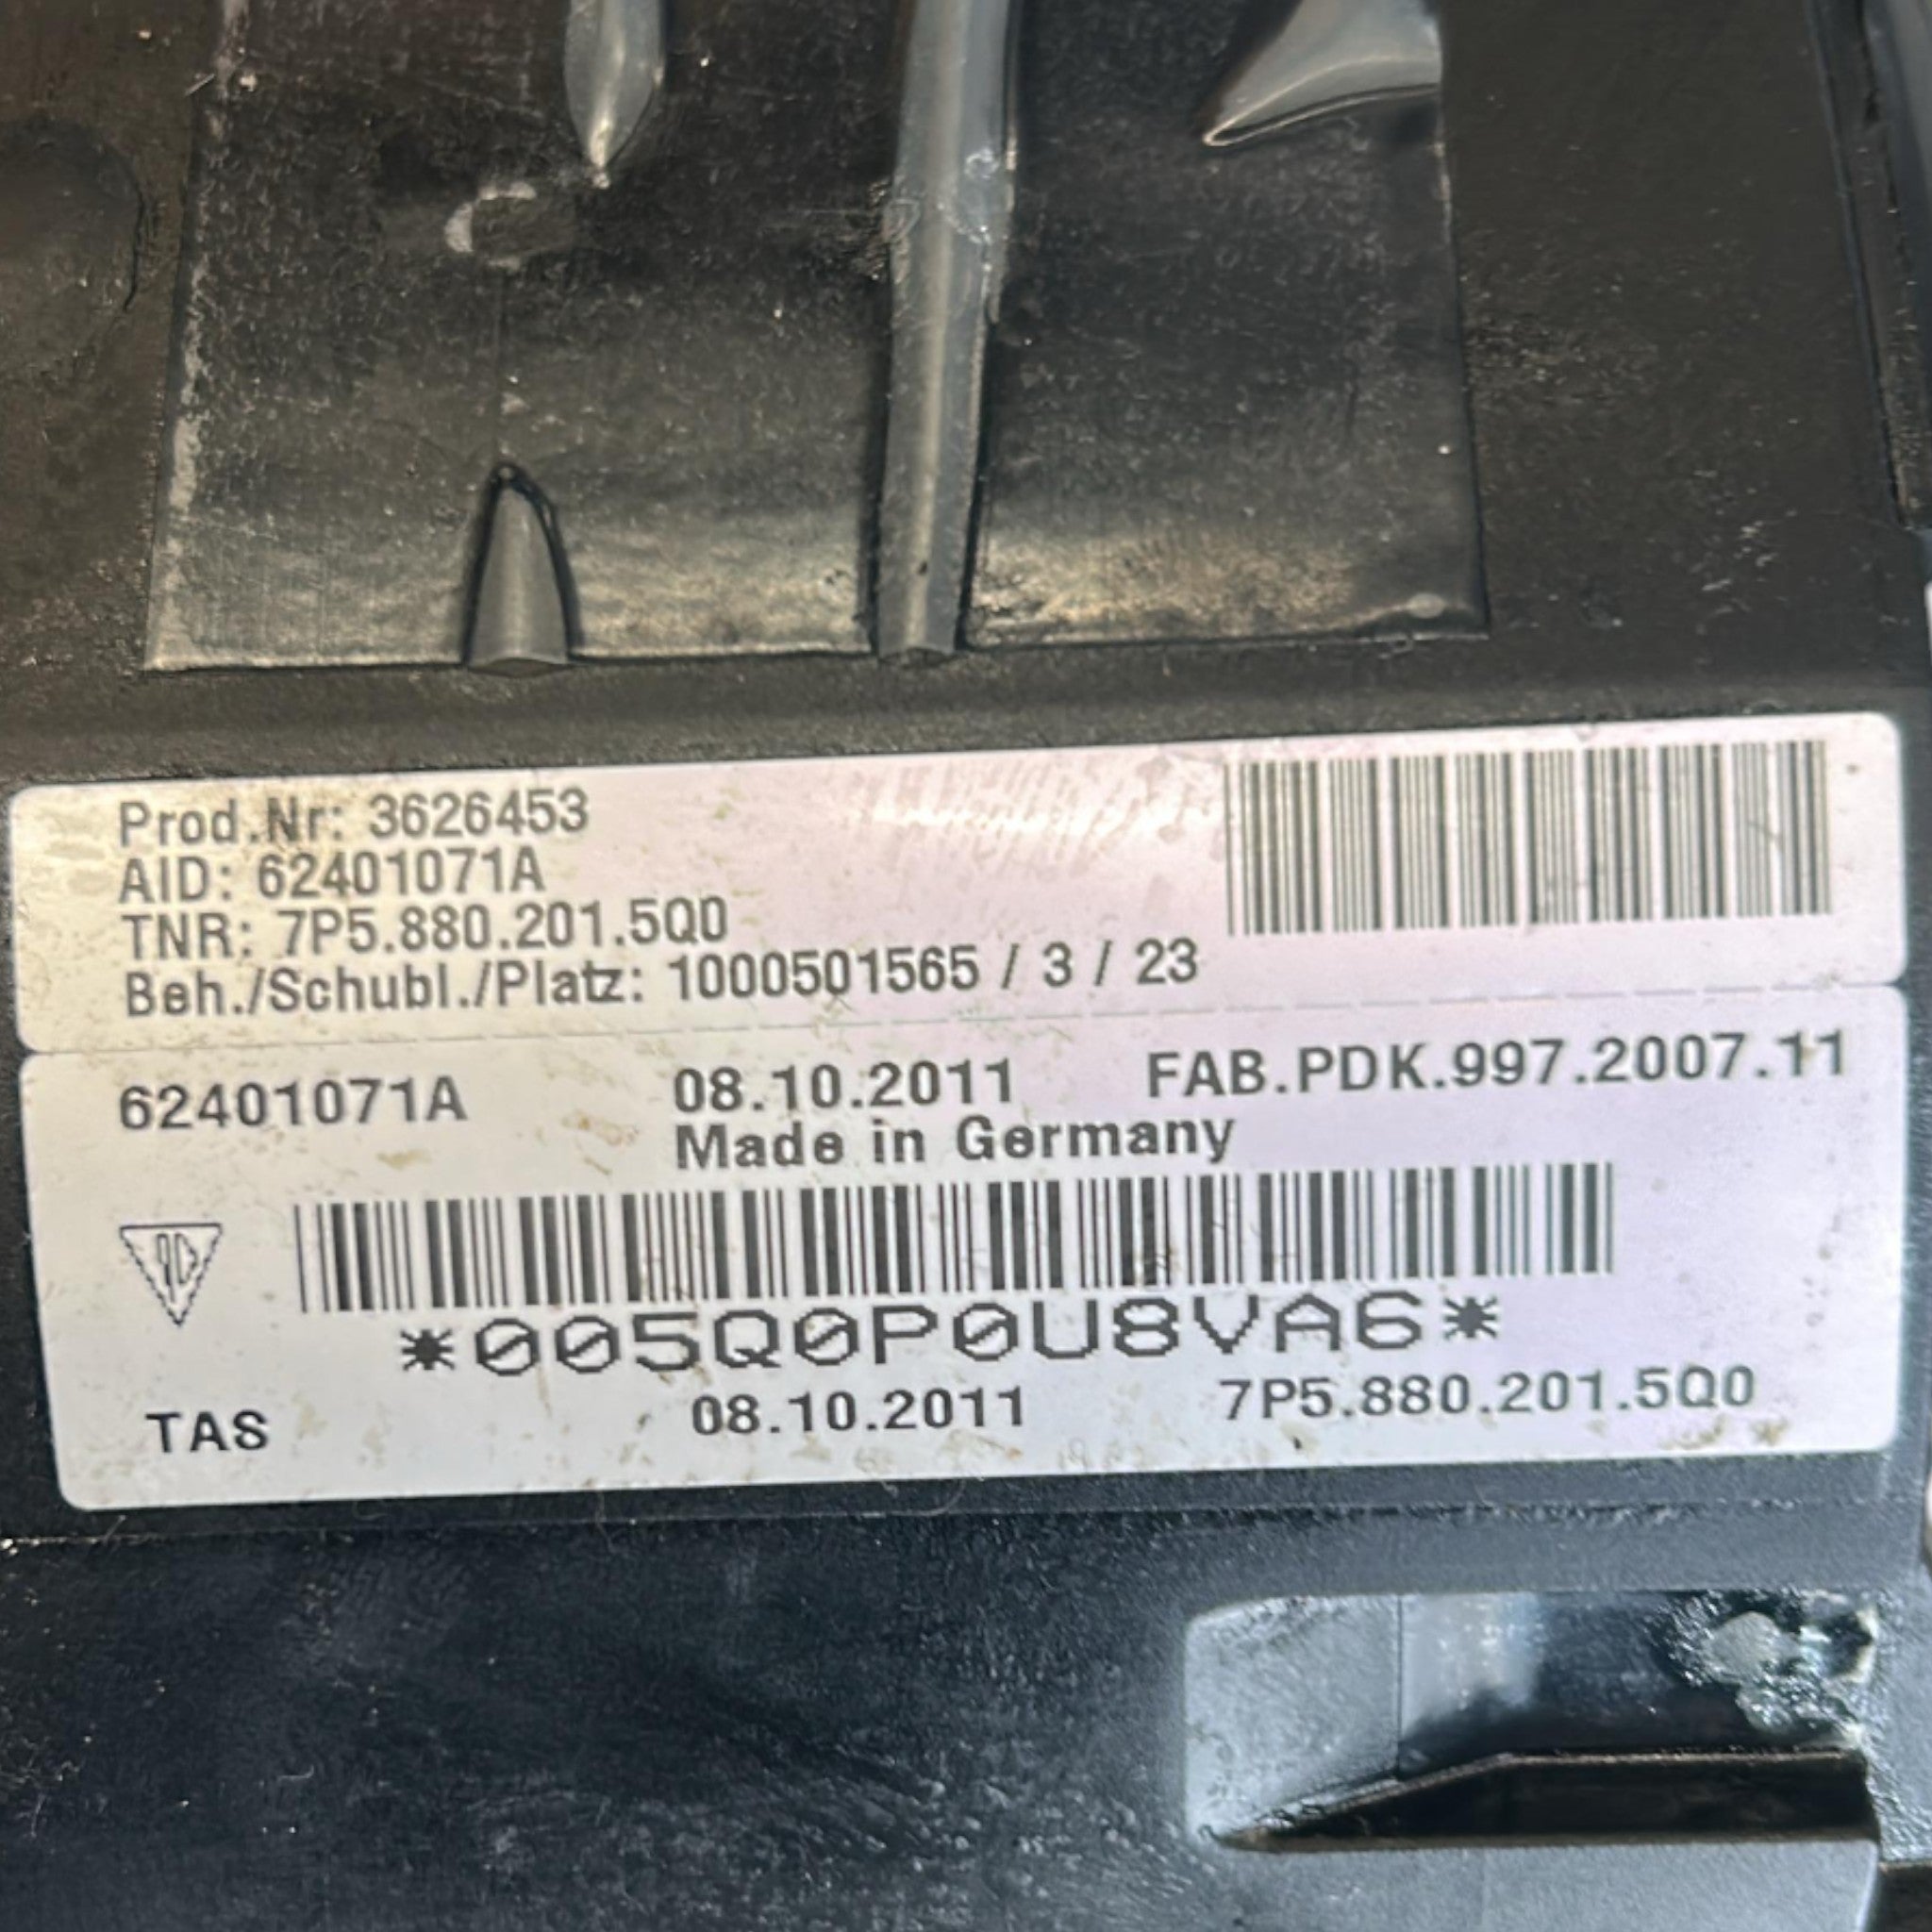 Prod.Nr: 3626453
AID: 62401071A
TNR: 7P5.880.201.5Q0
Beh./Schubl./Platz: 1000501565 / 3 / 23
62401071A 08.10.2011 FAB.PDK.997.2007.11
Made in Germany
*005Q0P0U8VA6*
TAS 08.10.2011 7P5.880.201.5Q0